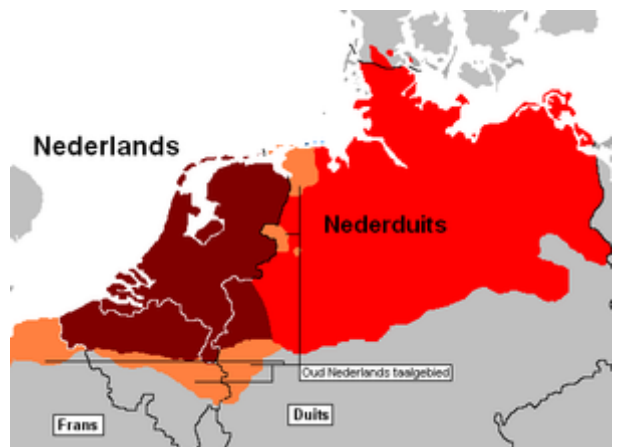 Nederlands
Nederduits
Oud Nederlands taalgebied
Frans
Duits